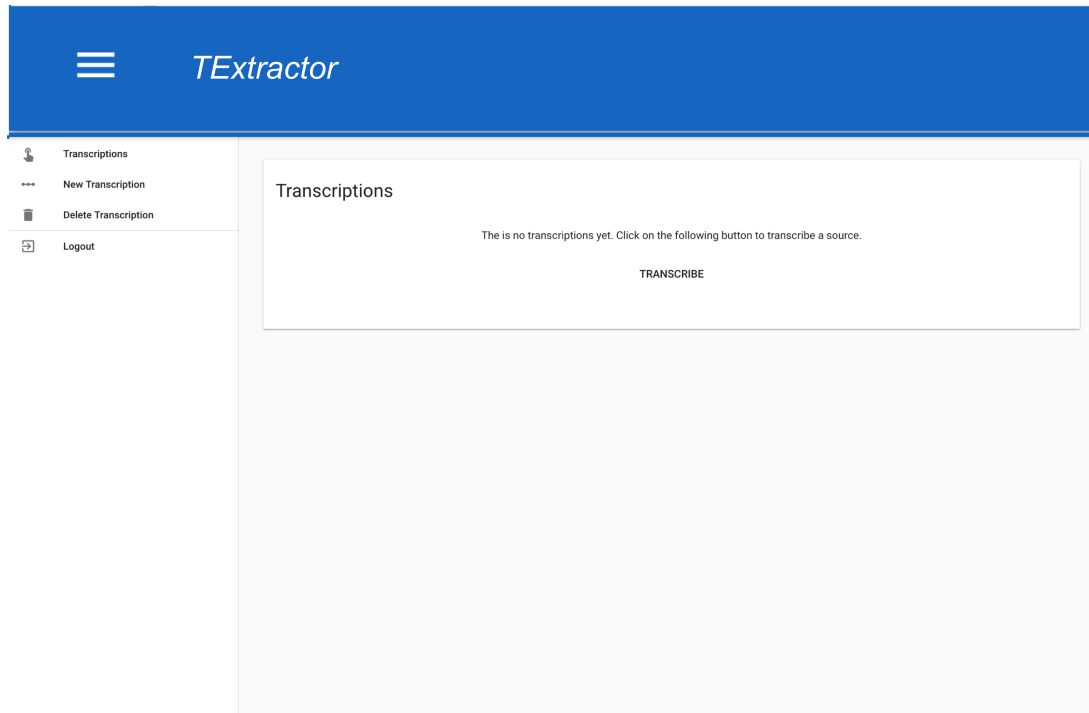 TExtractor
Transcriptions
New Transcription
Delete Transcription
Logout
Transcriptions
The is no transcriptions yet. Click on the following button to transcribe a source.
TRANSCRIBE